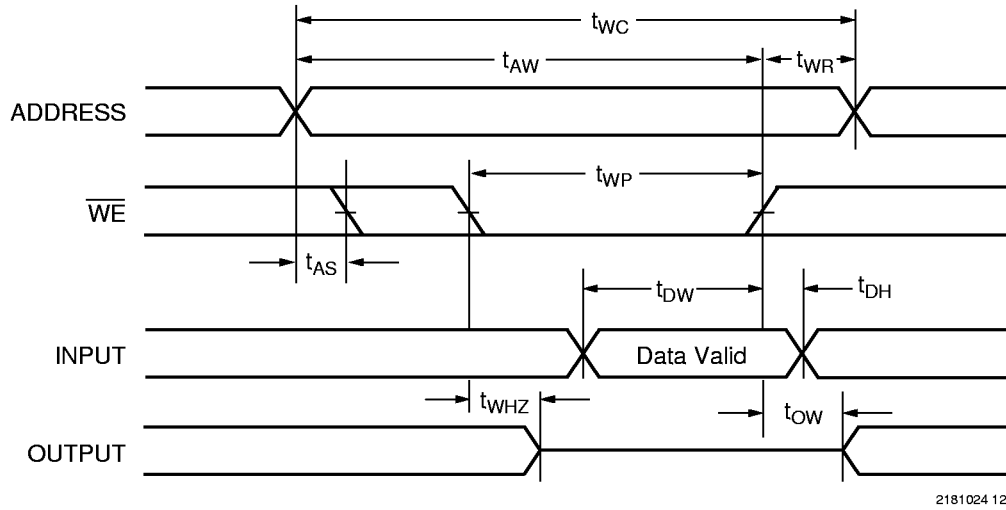 tWC
tAW
tWR
ADDRESS
tWP
WE
tAS
tDW
tDH
INPUT
Data Valid
tWHZ
tOW
OUTPUT
2181024 12